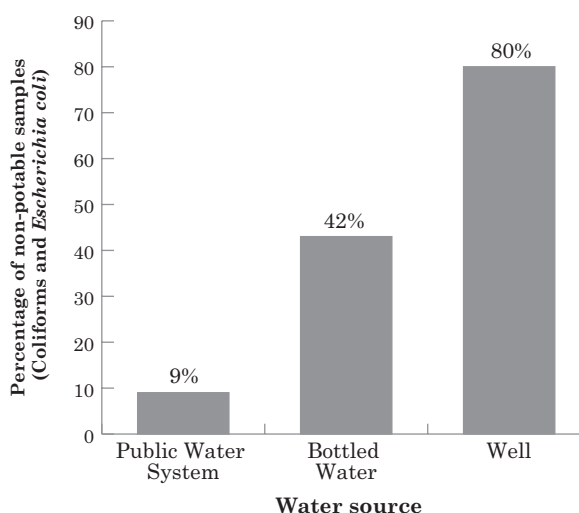 Percentage of non-potable samples
(Coliforms and Escherichia coli)
90
80
70
60
50
40
30
20
10
0
9%
42%
80%
Public Water
System
Bottled
Water
Well
Water source